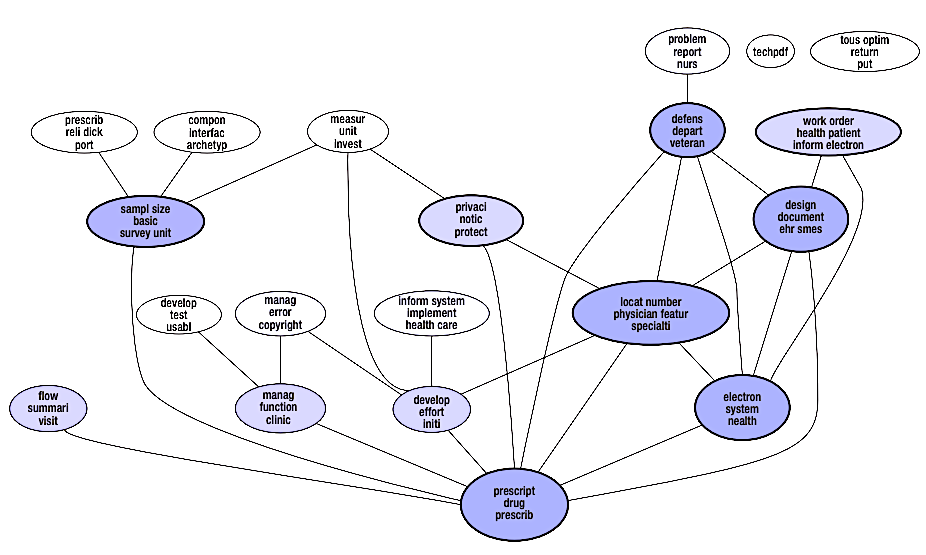 problem
report
nurs
techpdf
tous optim
return
put
prescrib
reli dick
port
compon
interfac
archetyp
measur
unit
invest
defens
depart
veteran
work order
health patient
inform electron
sampl size
basic
survey unit
privaci
notic
protect
design
document
ehr smes
develop
test
usabl
manag
error
copyright
inform system
implement
health care
locat number
physician featur
specialti
flow
summari
visit
manag
function
clinic
develop
effort
initi
electron
system
nealth
prescript
drug
prescrib